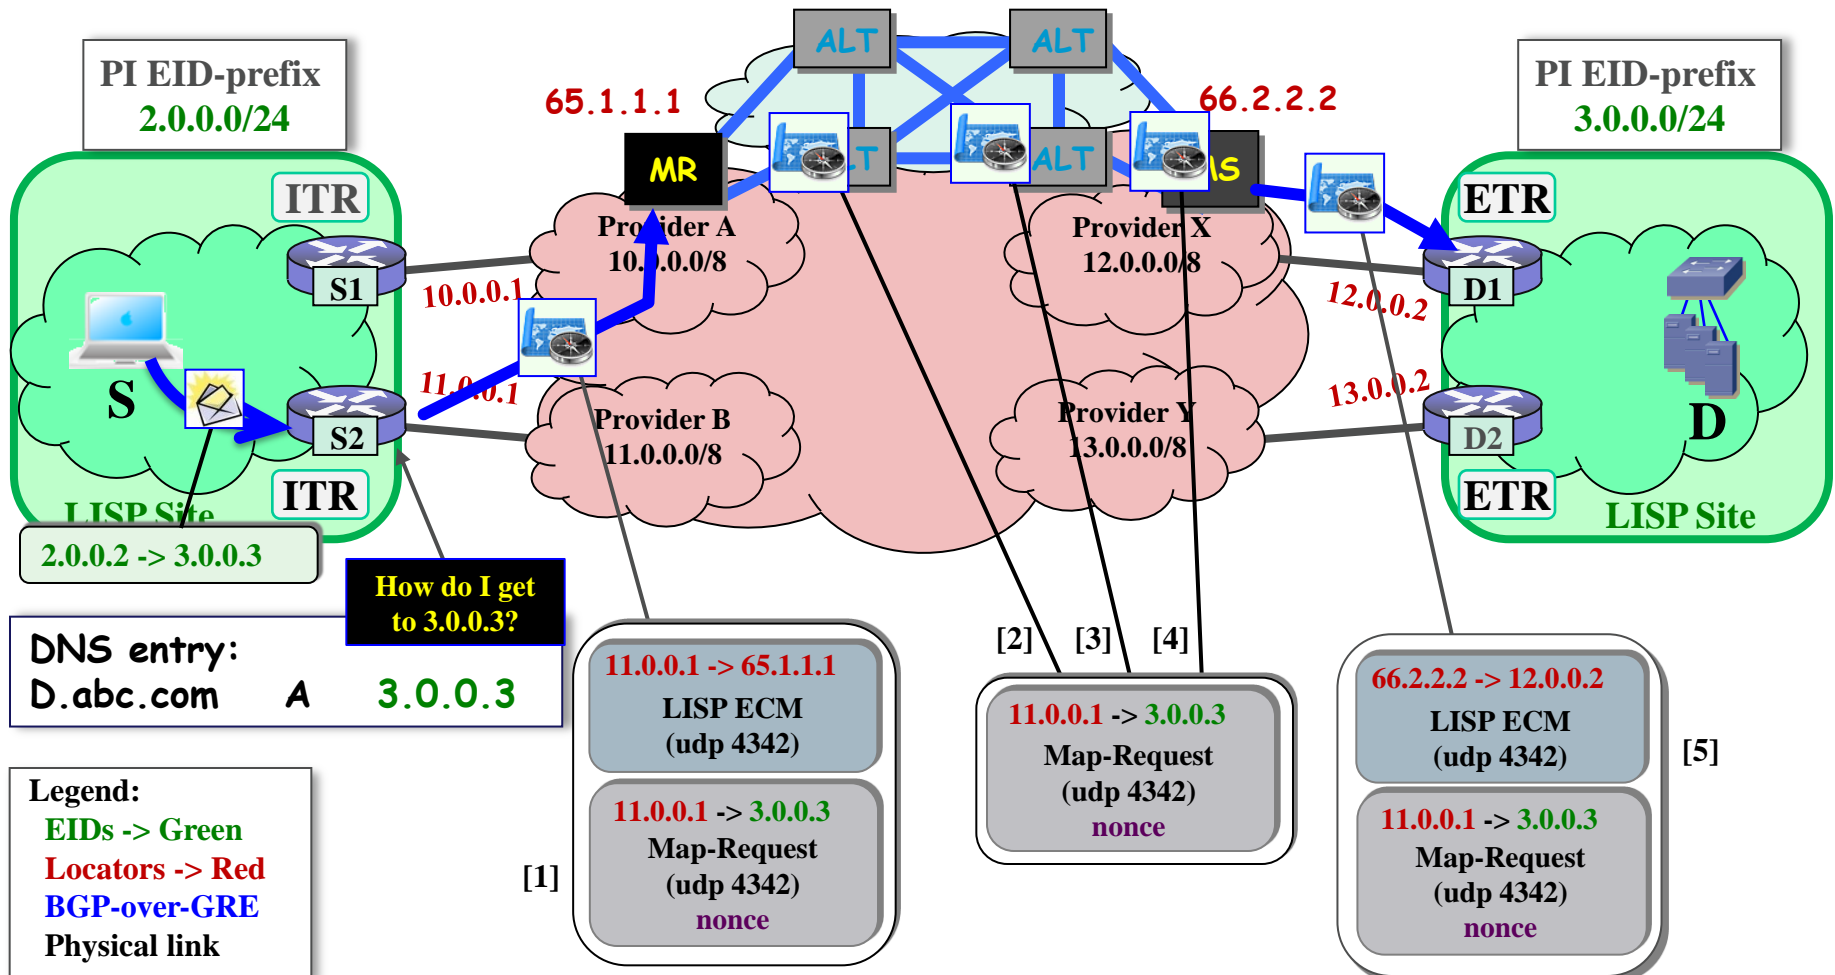 ALT
ALT
PI EID-prefix
2.0.0.0/24
65.1.1.1
66.2.2.2
PI EID-prefix
3.0.0.0/24
MR
LT
ALT
MS
ITR
ETR
Provider A
10.0.0.0/8
Provider X
12.0.0.0/8
S1
10.0.0.1
12.0.0.2
D1
S
11.0.0.1
13.0.0.2
Provider B
11.0.0.0/8
Provider Y
13.0.0.0/8
S2
D2
D
ITR
ETR
LISP Site
LISP Site
2.0.0.2 -> 3.0.0.3
How do I get
to 3.0.0.3?
DNS entry:
D.abc.com A 3.0.0.3
[2] [3] [4]
11.0.0.1 -> 65.1.1.1
LISP ECM
(udp 4342)
11.0.0.1 -> 3.0.0.3
Map-Request
(udp 4342)
nonce
[1]
11.0.0.1 -> 3.0.0.3
Map-Request
(udp 4342)
nonce
66.2.2.2 -> 12.0.0.2
LISP ECM
(udp 4342)
11.0.0.1 -> 3.0.0.3
Map-Request
(udp 4342)
nonce
[5]
Legend:
EIDs -> Green
Locators -> Red
BGP-over-GRE
Physical link